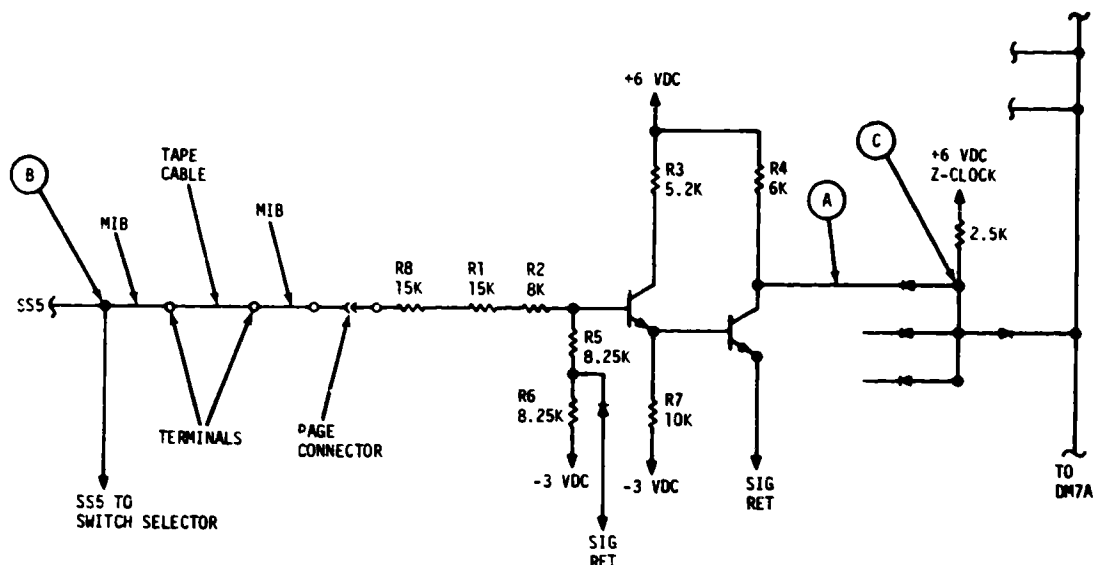 +6 VDC
B
TAPE
CABLE
R3
5.2K
R4
6K
C
+6 VDC
Z-CLOCK
MIB
MIB
A
2.5K
SS5
R8
15K
R1
15K
R2
8K
R5
8.25K
R6
8.25K
R7
10K
TERMINALS
PAGE
CONNECTOR
-3 VDC
-3 VDC
SIG
RET
TO
DM7A
SS5 TO
SWITCH SELECTOR
SIG
RET